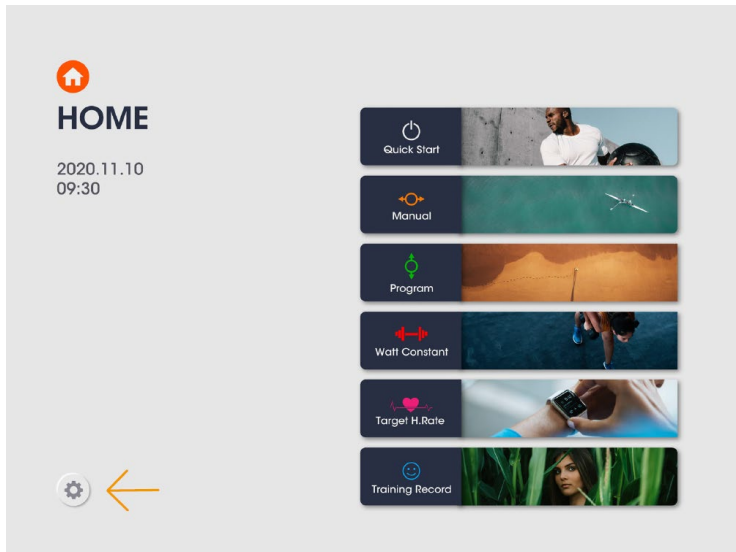 HOME
2020.11.10
09:30
Quick Start
Manual
Program
Watt Constant
Target H.Rate
Training Record